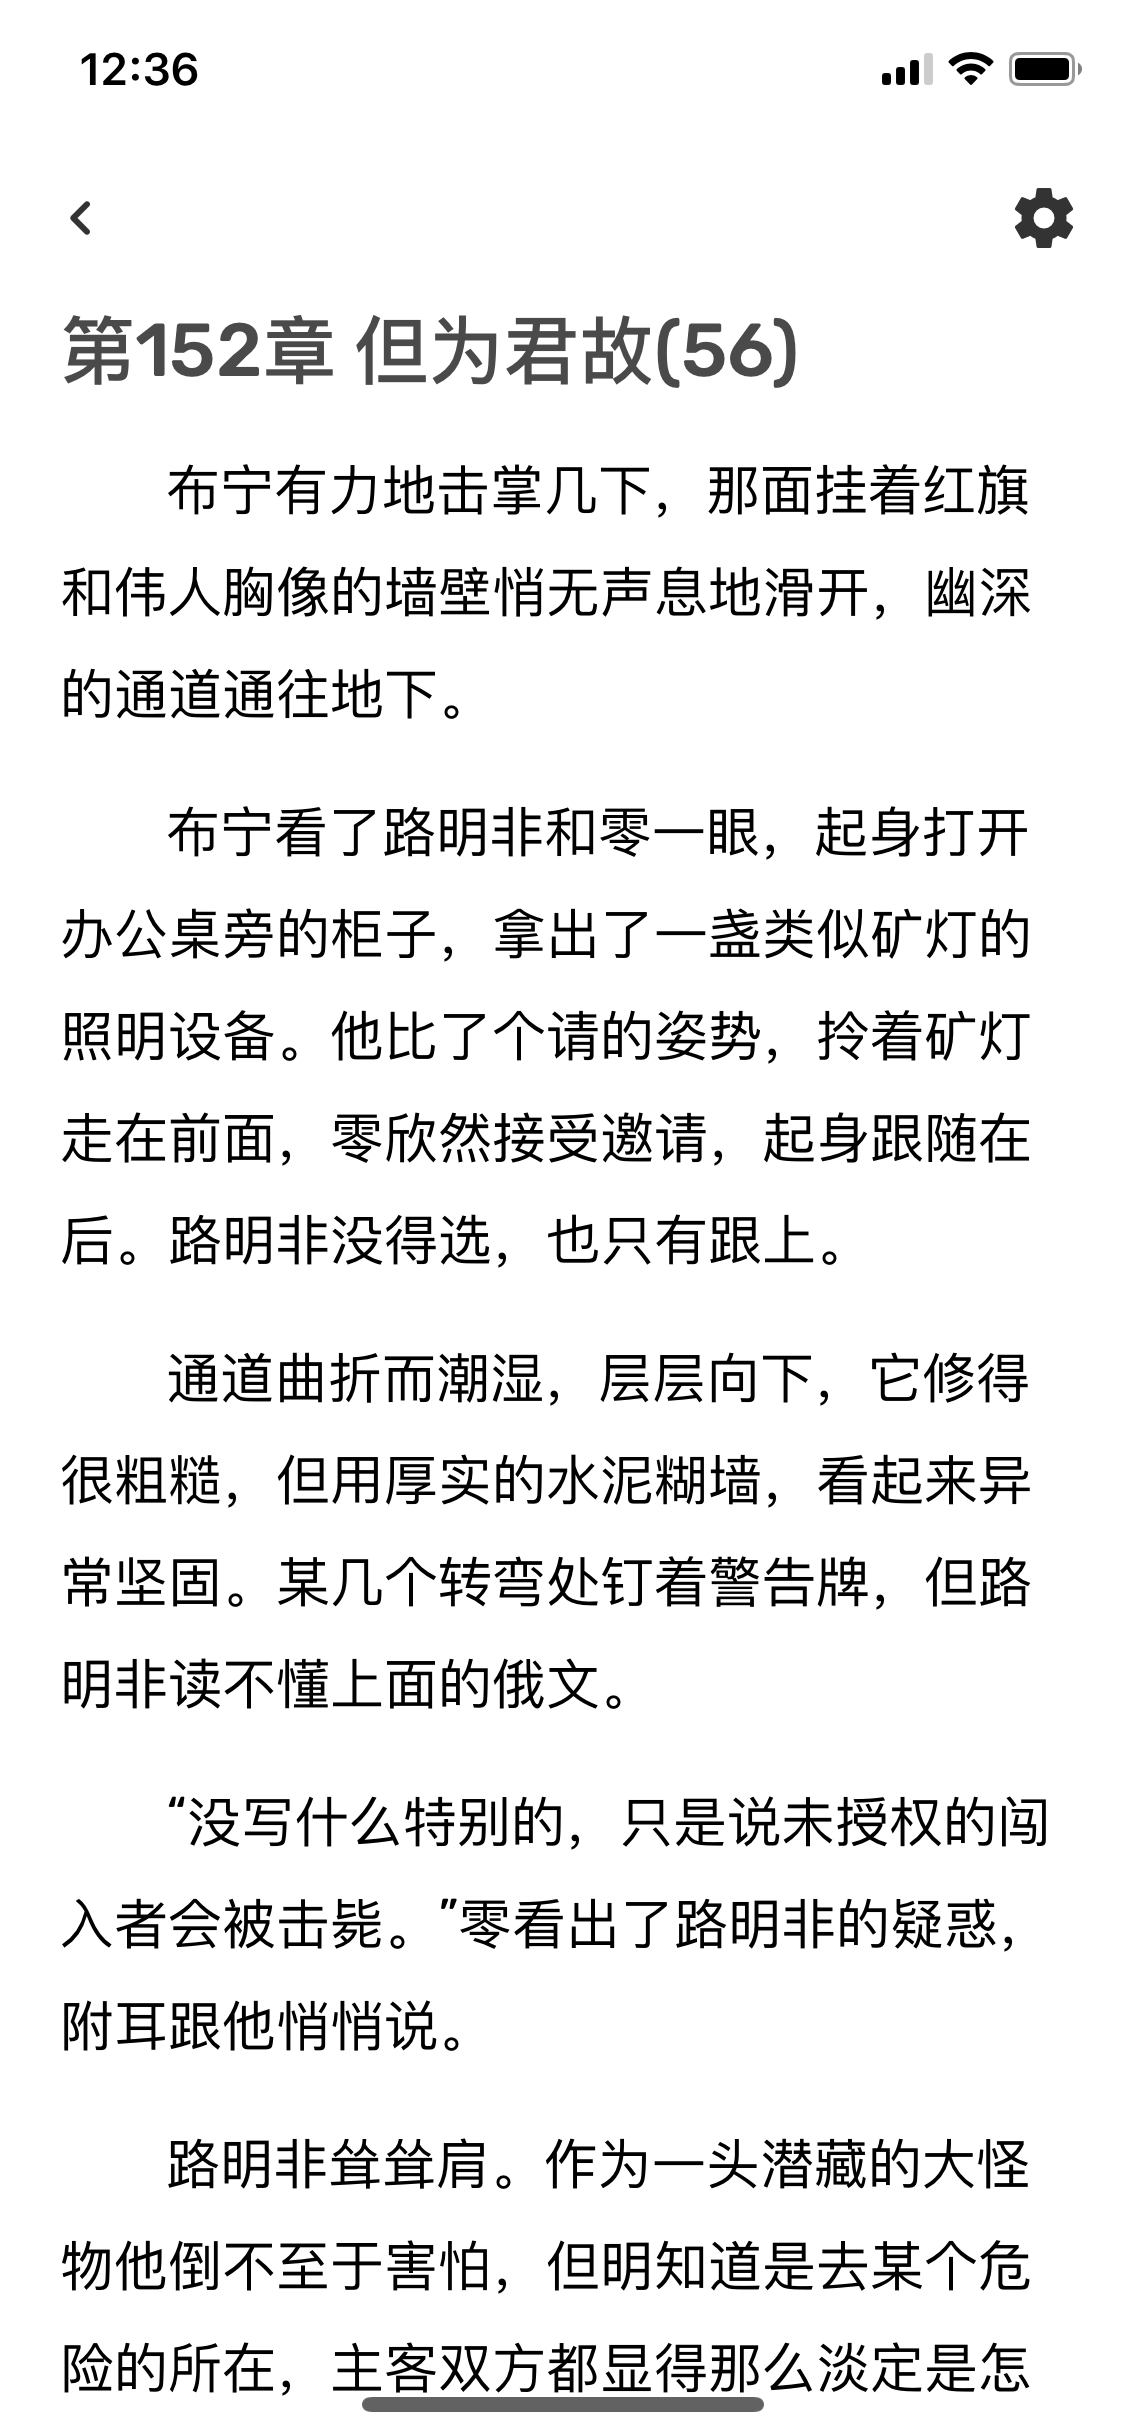 12:36
第152章 但为君故(56)
布宁有力地击掌几下，那面挂着红旗
和伟人胸像的墙壁悄无声息地滑开，幽深
的通道通往地下。
布宁看了路明非和零一眼，起身打开
办公桌旁的柜子，拿出了一盏类似矿灯的
照明设备。他比了个请的姿势，拎着矿灯
走在前面，零欣然接受邀请，起身跟随在
后。路明非没得选，也只有跟上。
通道曲折而潮湿，层层向下，它修得
很粗糙，但用厚实的水泥糊墙，看起来异
常坚固。某几个转弯处钉着警告牌，但路
明非读不懂上面的俄文。
“没写什么特别的，只是说未授权的闯
入者会被击毙。”零看出了路明非的疑惑，
附耳跟他悄悄说。
路明非耸耸肩。作为一头潜藏的大怪
物他倒不至于害怕，但明知道是去某个危
险的所在，主客双方都显得那么淡定是怎